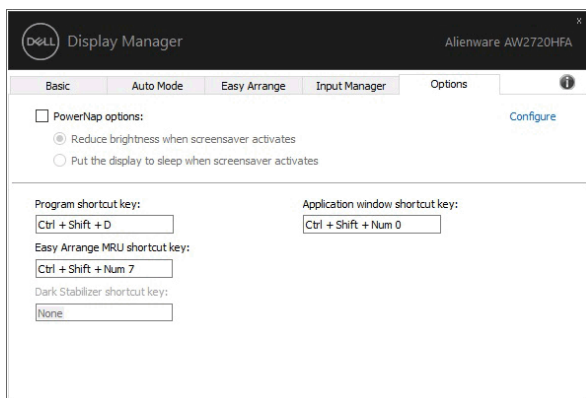 DELL Display Manager
Alienware AW2720HFA
x
Basic
Auto Mode
Easy Arrange
Input Manager
Options
i
PowerNap options:
Configure
Reduce brightness when screensaver activates
Put the display to sleep when screensaver activates
Program shortcut key:
Application window shortcut key:
Ctrl + Shift + D
Ctrl + Shift + Num 0
Easy Arrange MRU shortcut key:
Ctrl + Shift + Num 7
Dark Stabilizer shortcut key:
None